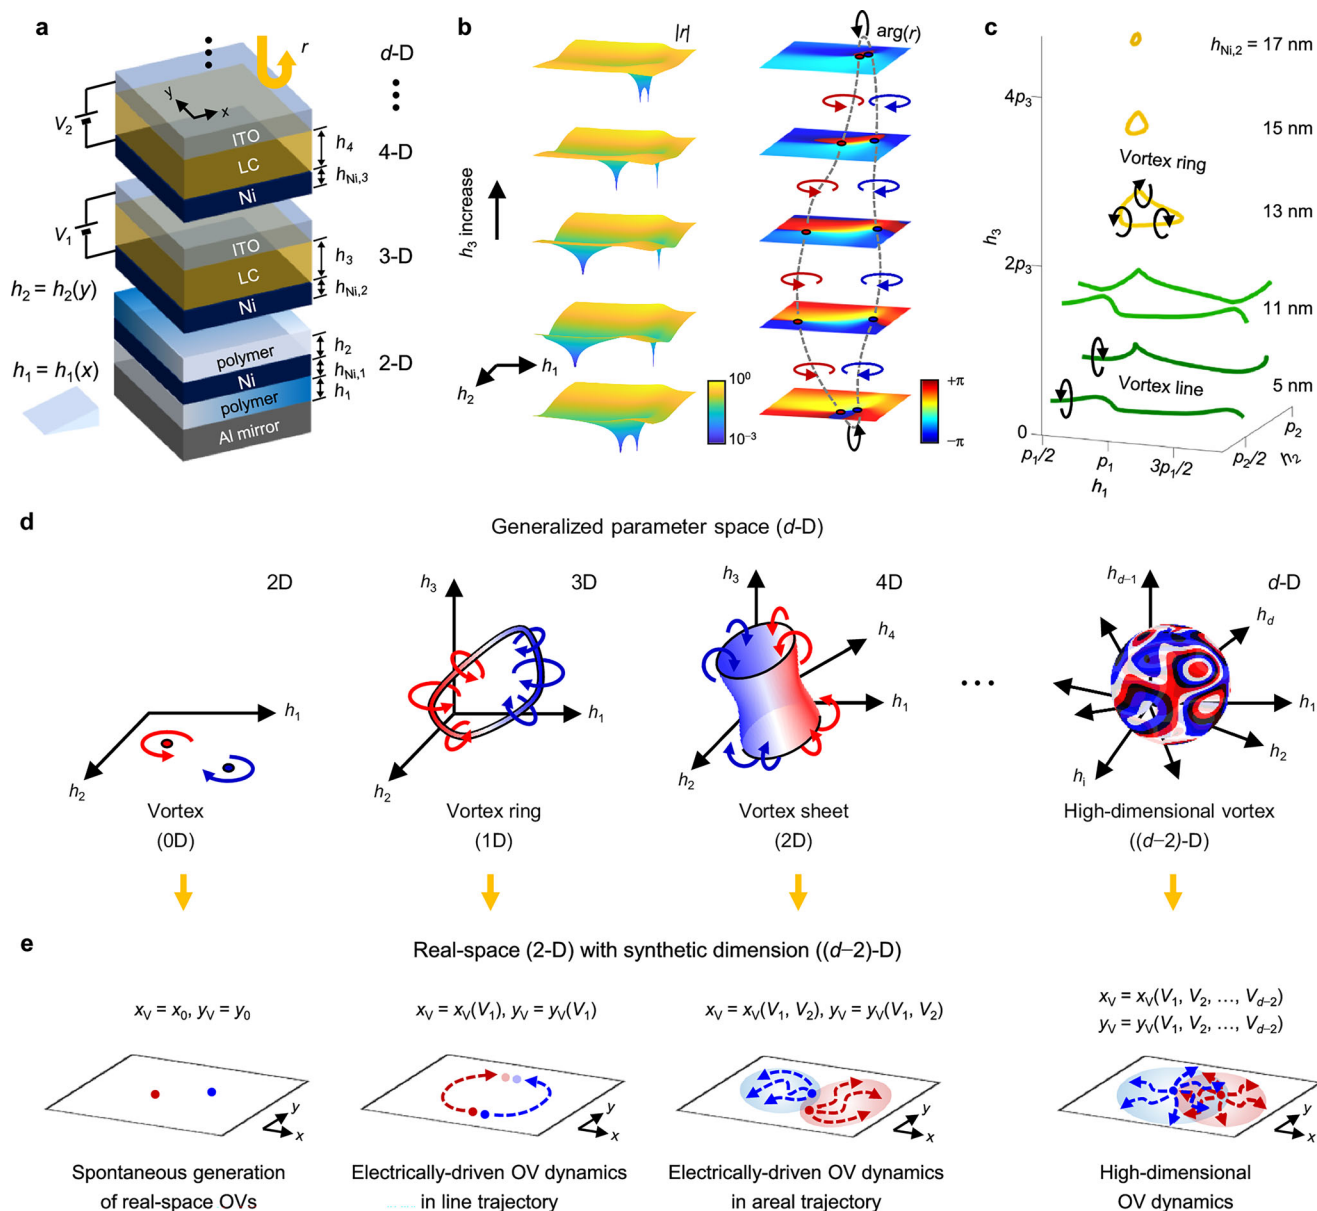 a
r
d-D
y
x
V2
ITO
h4
4-D
LC
hNi,3
Ni
V1
ITO
h3
3-D
LC
hNi,2
Ni
h2 = h2(y)
polymer
h2
hNi,1
2-D
Ni
h1 = h1(x)
polymer
h1
Al mirror
b
|r|
arg(r)
h3 increase
h1
h2
10⁰
10⁻³
+π
−π
c
hNi,2 = 17 nm
4p3
15 nm
Vortex ring
13 nm
h3
2p3
11 nm
Vortex line
5 nm
0
p1/2
p1
3p1/2
p2/2
p2
h1
h2
d
Generalized parameter space (d-D)
2D
h1
h2
Vortex
(0D)
3D
h3
h1
h2
Vortex ring
(1D)
4D
h3
h4
h1
h2
Vortex sheet
(2D)
...
d-D
hd−1
hd
h1
h2
hi
High-dimensional vortex
((d−2)-D)
e
Real-space (2-D) with synthetic dimension ((d−2)-D)
xV = x0, yV = y0
y
x
Spontaneous generation
of real-space OVs
xV = xV(V1), yV = yV(V1)
y
x
Electrically-driven OV dynamics
in line trajectory
xV = xV(V1, V2), yV = yV(V1, V2)
y
x
Electrically-driven OV dynamics
in areal trajectory
xV = xV(V1, V2, ..., Vd−2)
yV = yV(V1, V2, ..., Vd−2)
y
x
High-dimensional
OV dynamics